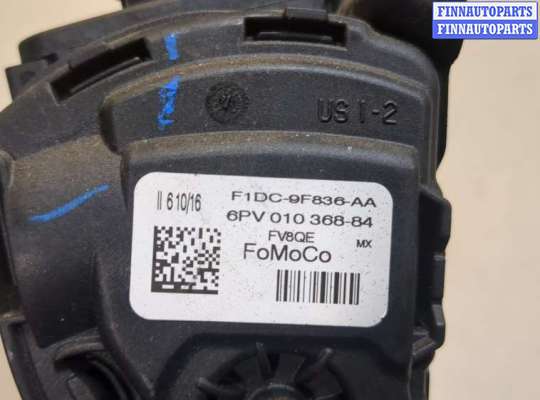 FINNAUTOPARTS
FINNAUTOPARTS
FINNAUTOPARTS
US 1-2
II 6 10/16
F1DC-9F836-AA
6PV 010 368-84
FV8QE
MX
FoMoCo